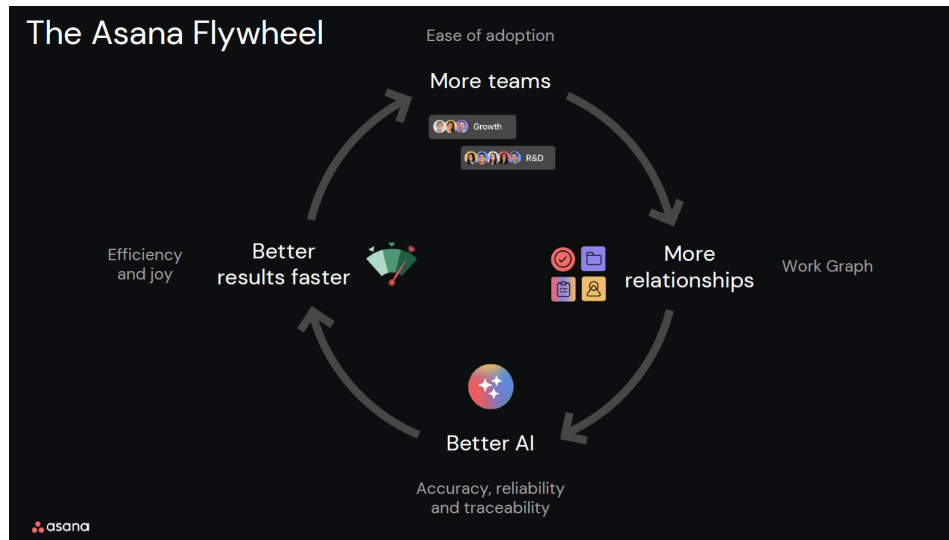 The Asana Flywheel
Ease of adoption
More teams
Growth
R&D
Efficiency
and joy
Better
results faster
More
relationships
Work Graph
Better AI
Accuracy, reliability
and traceability
asana